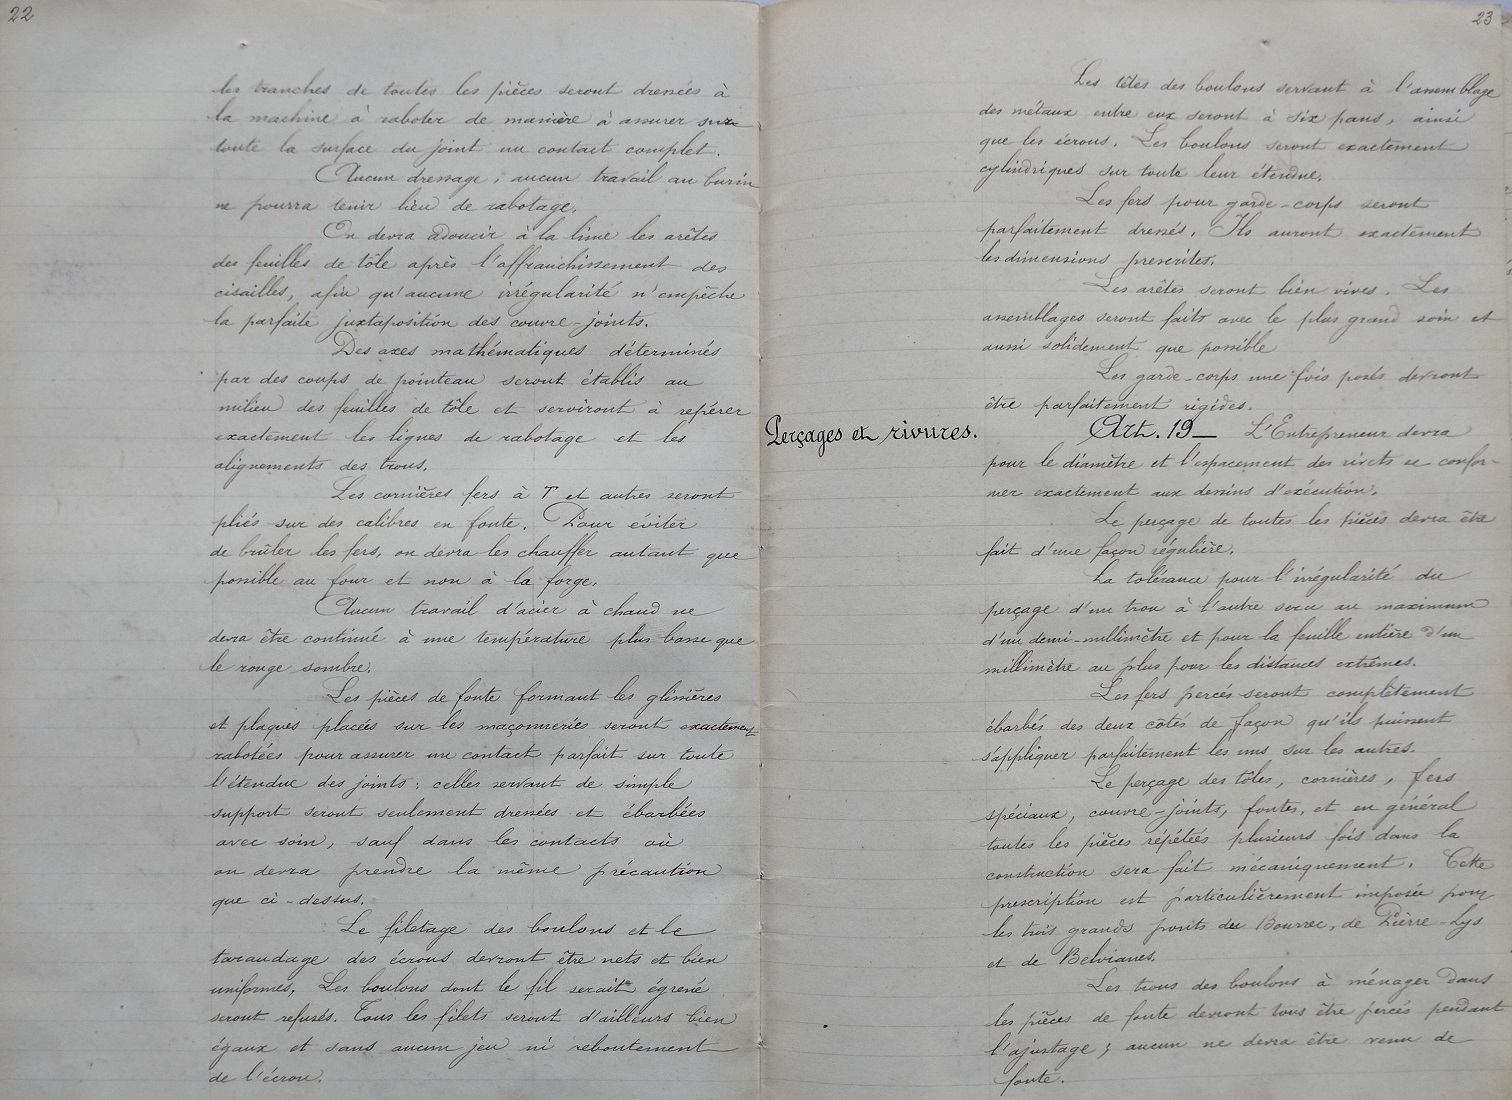 22
les tranches de toutes les pièces seront dressées à
la machine à raboter de manière à assurer sur
toute la surface du joint un contact complet.
Aucun dressage, aucun travail au burin
ne pourra tenir lieu de rabotage.
On devra adoucir à la lime les arêtes
des feuilles de tôle après l'affranchissement des
cisailles, afin qu'aucune irrégularité n'empêche
la parfaite juxtaposition des couvre-joints.
Des axes mathématiques déterminés
par des coups de pointeau seront établis au
milieu des feuilles de tôle et serviront à repérer
exactement les lignes de rabotage et les
alignements des trous.
Les cornières fers à T et autres seront
pliés sur des calibres en fonte. Pour éviter
de brûler les fers, on devra les chauffer autant que
possible au four et non à la forge.
Aucun travail d'acier à chaud ne
devra être continué à une température plus basse que
le rouge sombre.
Les pièces de fonte formant les glissières
et plaques placées sur les maçonneries seront exactement
rabotées pour assurer un contact parfait sur toute
l'étendue des joints : celles servant de simple
support seront seulement dressées et ébarbées
avec soin, sauf dans les contacts où
on devra prendre la même précaution
que ci-dessus.
Le filetage des boulons et le
taraudage des écrous devront être nets et bien
uniformes, Les boulons dont le fil serait égrené
seront refusés. Tous les filets seront d'ailleurs bien
égaux et sans aucun jeu ni reboutement
de l'écrou.
23
Les têtes des boulons servant à l'assemblage
des métaux entre eux seront à six pans, ainsi
que les écrous. Les boulons seront exactement
cylindriques sur toute leur étendue.
Les fers pour garde-corps seront
parfaitement dressés. Ils auront exactement
les dimensions prescrites.
Les arêtes seront bien vives. Les
assemblages seront faits avec le plus grand soin et
aussi solidement que possible
Les garde-corps une fois posés devront
être parfaitement rigides.
Perçages et rivures.
Art. 19 — L'Entrepreneur devra
pour le diamètre et l'espacement des rivets se confor-
mer exactement aux dessins d'exécution.
Le perçage de toutes les pièces devra être
fait d'une façon régulière.
La tolérance pour l'irrégularité du
perçage d'un trou à l'autre sera au maximum
d'un demi-millimètre et pour la feuille entière d'un
millimètre au plus pour les distances extrêmes.
Les fers percés seront complètement
ébarbés des deux côtés de façon qu'ils puissent
s'appliquer parfaitement les uns sur les autres.
Le perçage des tôles, cornières, fers
spéciaux, couvre-joints, fontes, et en général
toutes les pièces répétées plusieurs fois dans la
construction sera fait mécaniquement. Cette
prescription est particulièrement imposée pour
les trois grands ponts du Bourrec, de Pierre-Lys
et de Belvianes.
Les trous des boulons à ménager dans
les pièces de fonte devront tous être percés pendant
l'ajustage ; aucun ne devra être venu de
fonte.